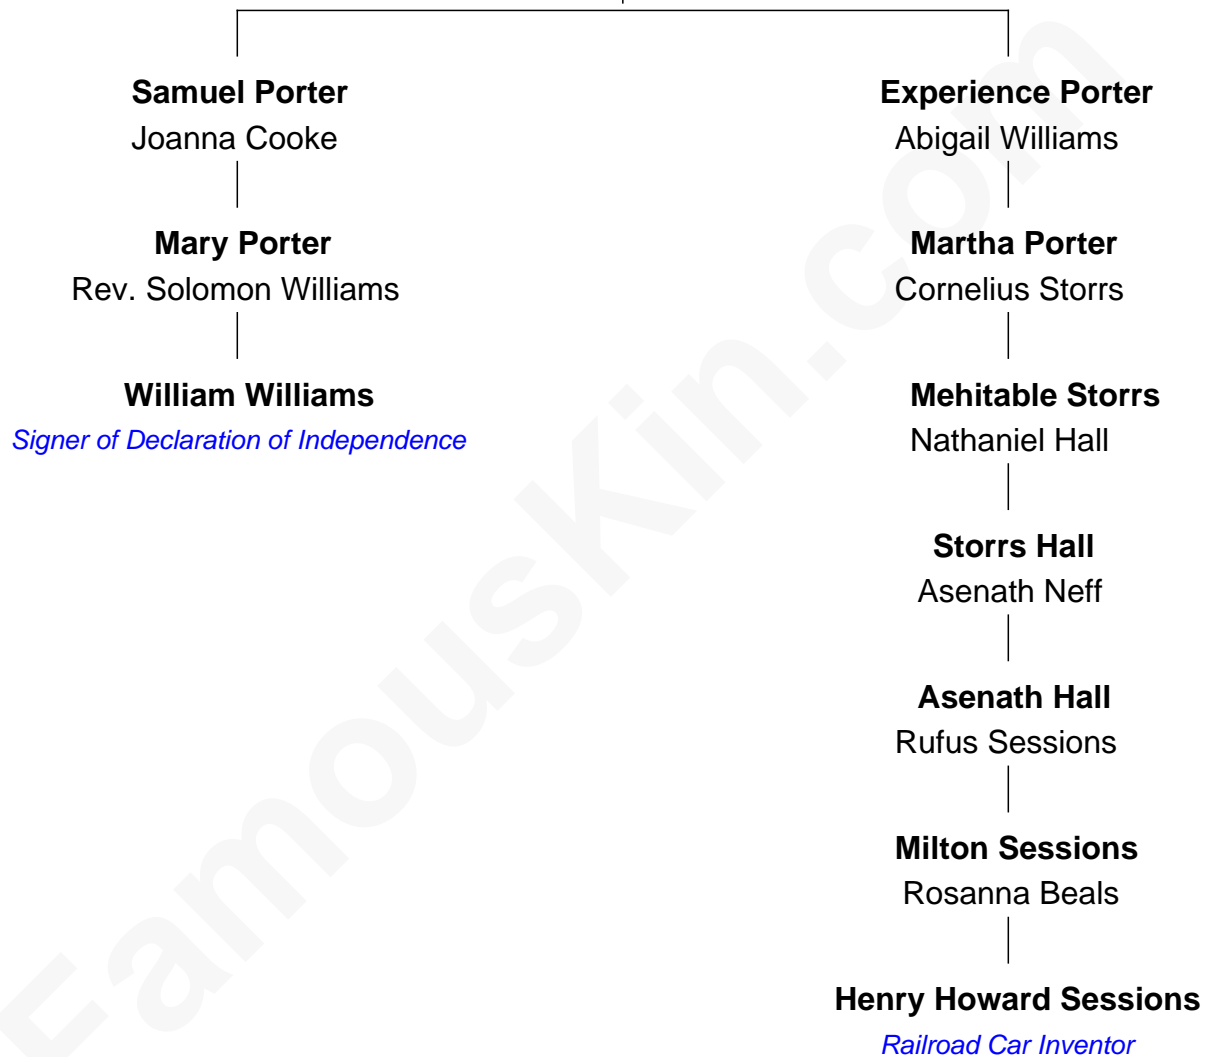 Samuel Porter
Joanna Cooke
Mary Porter
Rev. Solomon Williams
William Williams
Signer of Declaration of Independence
Experience Porter
Abigail Williams
Martha Porter
Cornelius Storrs
Mehitable Storrs
Nathaniel Hall
Storrs Hall
Asenath Neff
Asenath Hall
Rufus Sessions
Milton Sessions
Rosanna Beals
Henry Howard Sessions
Railroad Car Inventor
FamousKin.com